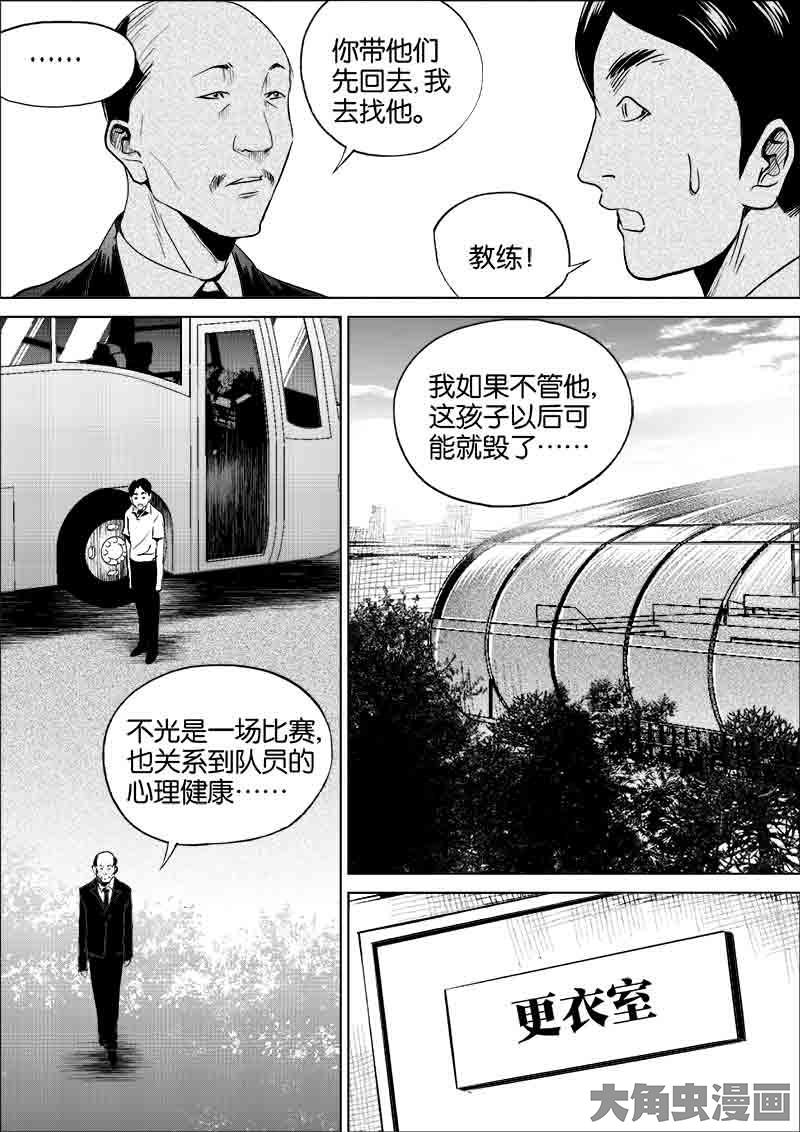 ……
你带他们
先回去,我
去找他。
教练！
不光是一场比赛,
也关系到队员的
心理健康……
我如果不管他,
这孩子以后可
能就毁了……
更衣室
大角虫漫画